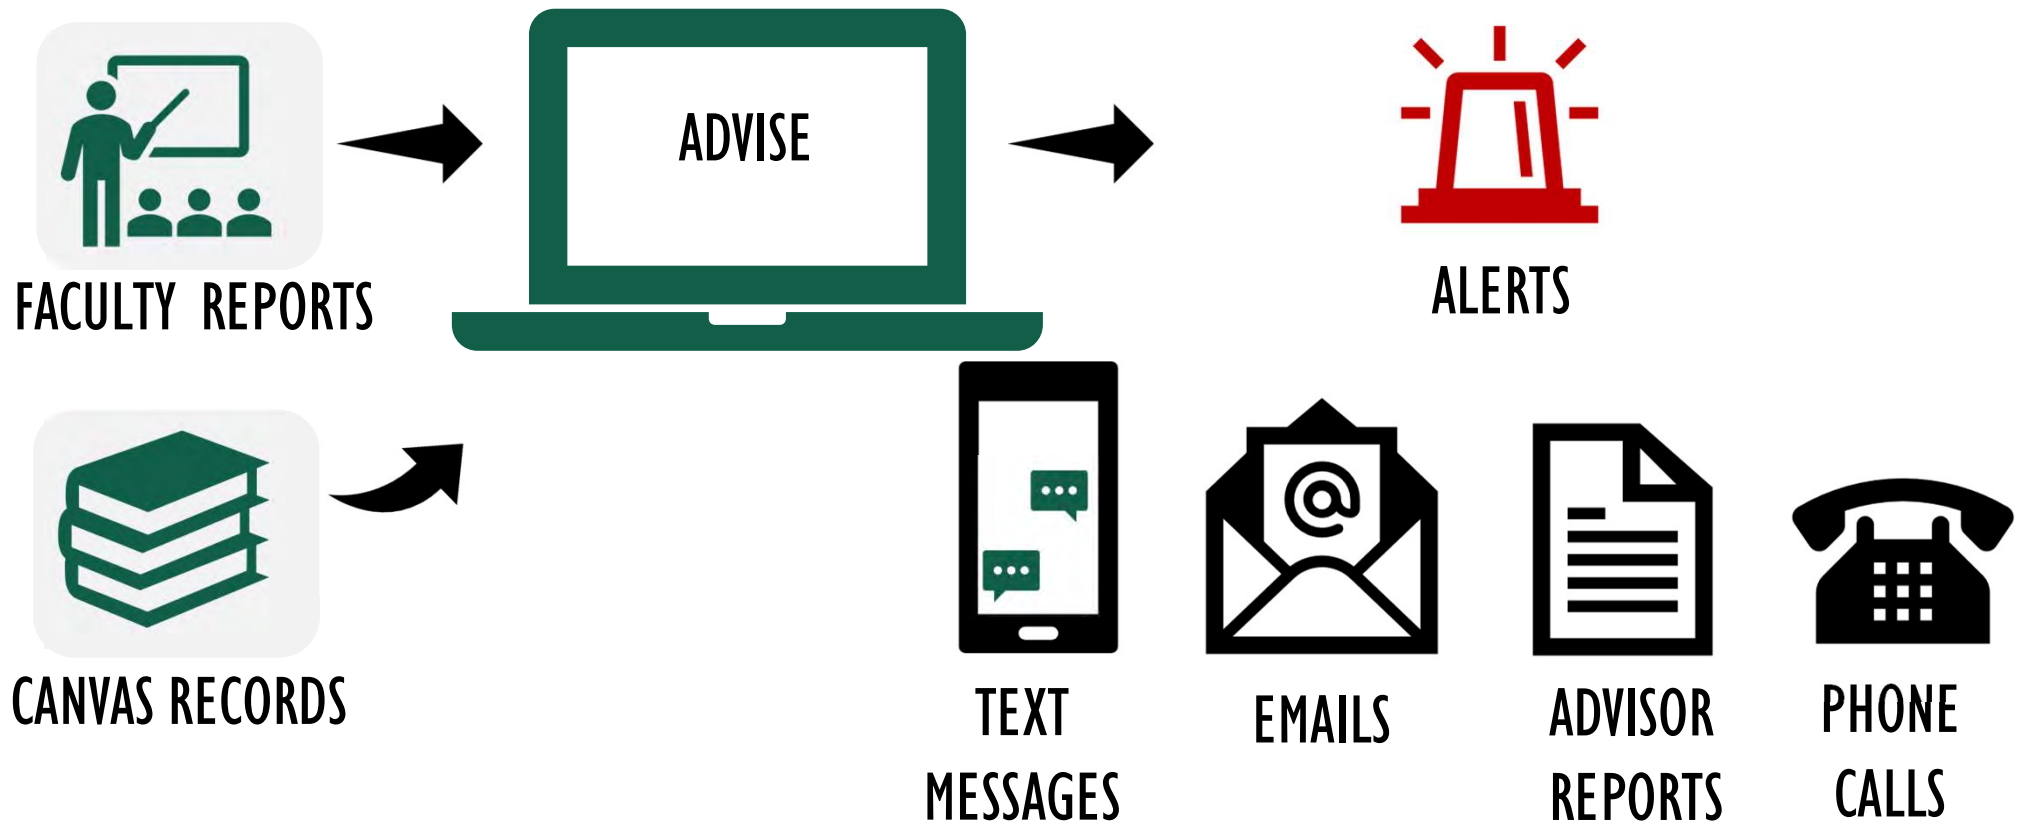 ADVISE
FACULTY REPORTS
ALERTS
CANVAS RECORDS
TEXT
MESSAGES
EMAILS
ADVISOR
REPORTS
PHONE
CALLS